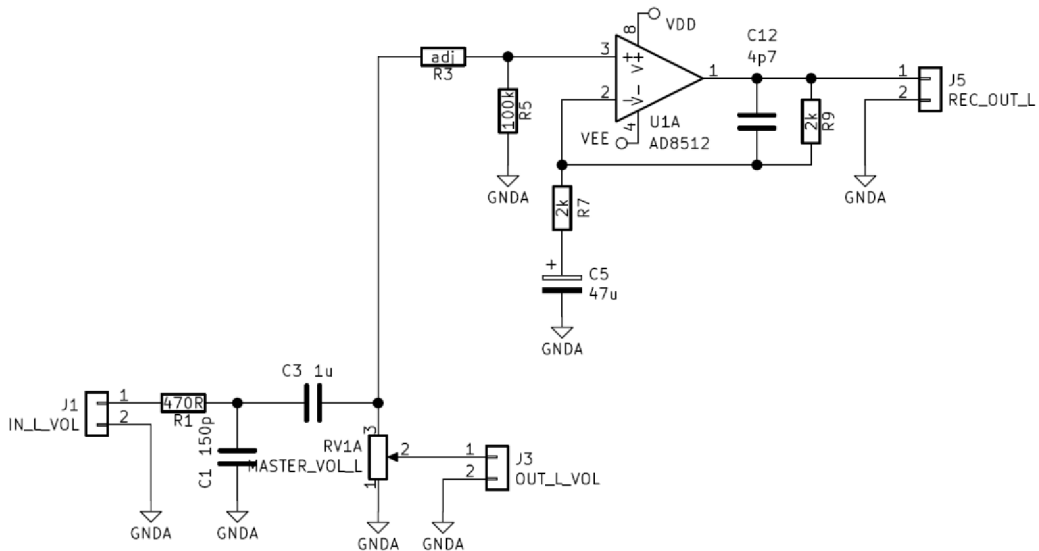 VDD
8
C12
4p7
adj
R3
3
V+
1
1
J5
2
REC_OUT_L
100k
R5
2
V-
4
U1A
AD8512
VEE
2k
R9
GNDA
GNDA
2k
R7
+
C5
47u
GNDA
C3 1u
J1
1
470R
R1
IN_L_VOL
2
C1 150p
3
RV1A
2
MASTER_VOL_L
1
1
J3
2
OUT_L_VOL
GNDA
GNDA
GNDA
GNDA